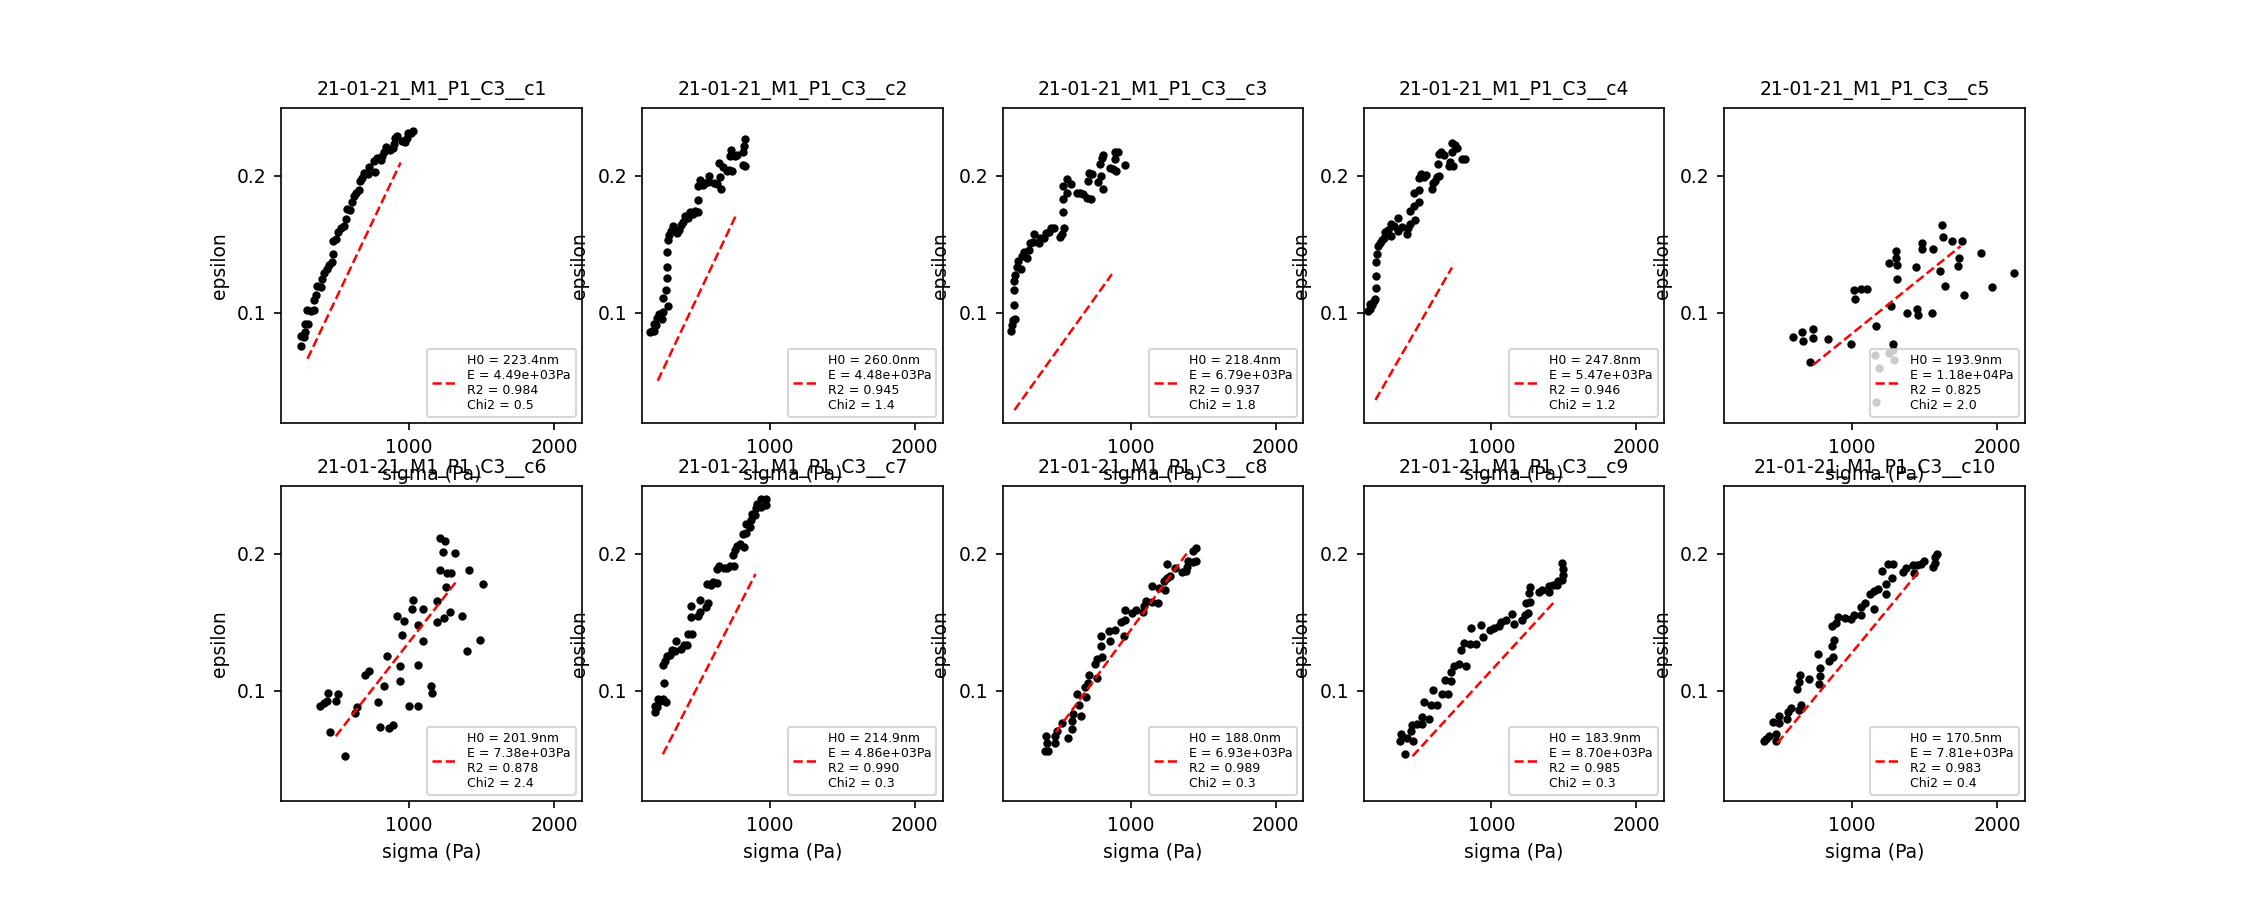 21-01-21_M1_P1_C3__c1
21-01-21_M1_P1_C3__c2
21-01-21_M1_P1_C3__c3
21-01-21_M1_P1_C3__c4
21-01-21_M1_P1_C3__c5
epsilon
0.2
0.1
H0 = 223.4nm
E = 4.49e+03Pa
R2 = 0.984
Chi2 = 0.5
1000
2000
sigma (Pa)
epsilon
0.2
0.1
H0 = 260.0nm
E = 4.48e+03Pa
R2 = 0.945
Chi2 = 1.4
1000
2000
sigma (Pa)
epsilon
0.2
0.1
H0 = 218.4nm
E = 6.79e+03Pa
R2 = 0.937
Chi2 = 1.8
1000
2000
sigma (Pa)
epsilon
0.2
0.1
H0 = 247.8nm
E = 5.47e+03Pa
R2 = 0.946
Chi2 = 1.2
1000
2000
sigma (Pa)
epsilon
0.2
0.1
H0 = 193.9nm
E = 1.18e+04Pa
R2 = 0.825
Chi2 = 2.0
1000
2000
sigma (Pa)
21-01-21_M1_P1_C3__c6
21-01-21_M1_P1_C3__c7
21-01-21_M1_P1_C3__c8
21-01-21_M1_P1_C3__c9
21-01-21_M1_P1_C3__c10
epsilon
0.2
0.1
H0 = 201.9nm
E = 7.38e+03Pa
R2 = 0.878
Chi2 = 2.4
1000
2000
sigma (Pa)
epsilon
0.2
0.1
H0 = 214.9nm
E = 4.86e+03Pa
R2 = 0.990
Chi2 = 0.3
1000
2000
sigma (Pa)
epsilon
0.2
0.1
H0 = 188.0nm
E = 6.93e+03Pa
R2 = 0.989
Chi2 = 0.3
1000
2000
sigma (Pa)
epsilon
0.2
0.1
H0 = 183.9nm
E = 8.70e+03Pa
R2 = 0.985
Chi2 = 0.3
1000
2000
sigma (Pa)
epsilon
0.2
0.1
H0 = 170.5nm
E = 7.81e+03Pa
R2 = 0.983
Chi2 = 0.4
1000
2000
sigma (Pa)